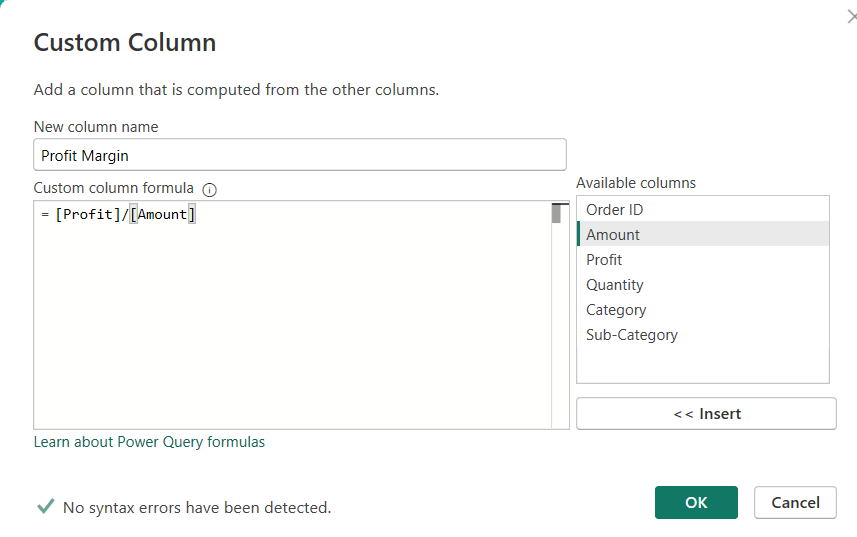 Custom Column
Add a column that is computed from the other columns.
New column name
Profit Margin
Custom column formula
= [Profit]/[Amount]
Available columns
Order ID
Amount
Profit
Quantity
Category
Sub-Category
<< Insert
Learn about Power Query formulas
No syntax errors have been detected.
OK
Cancel